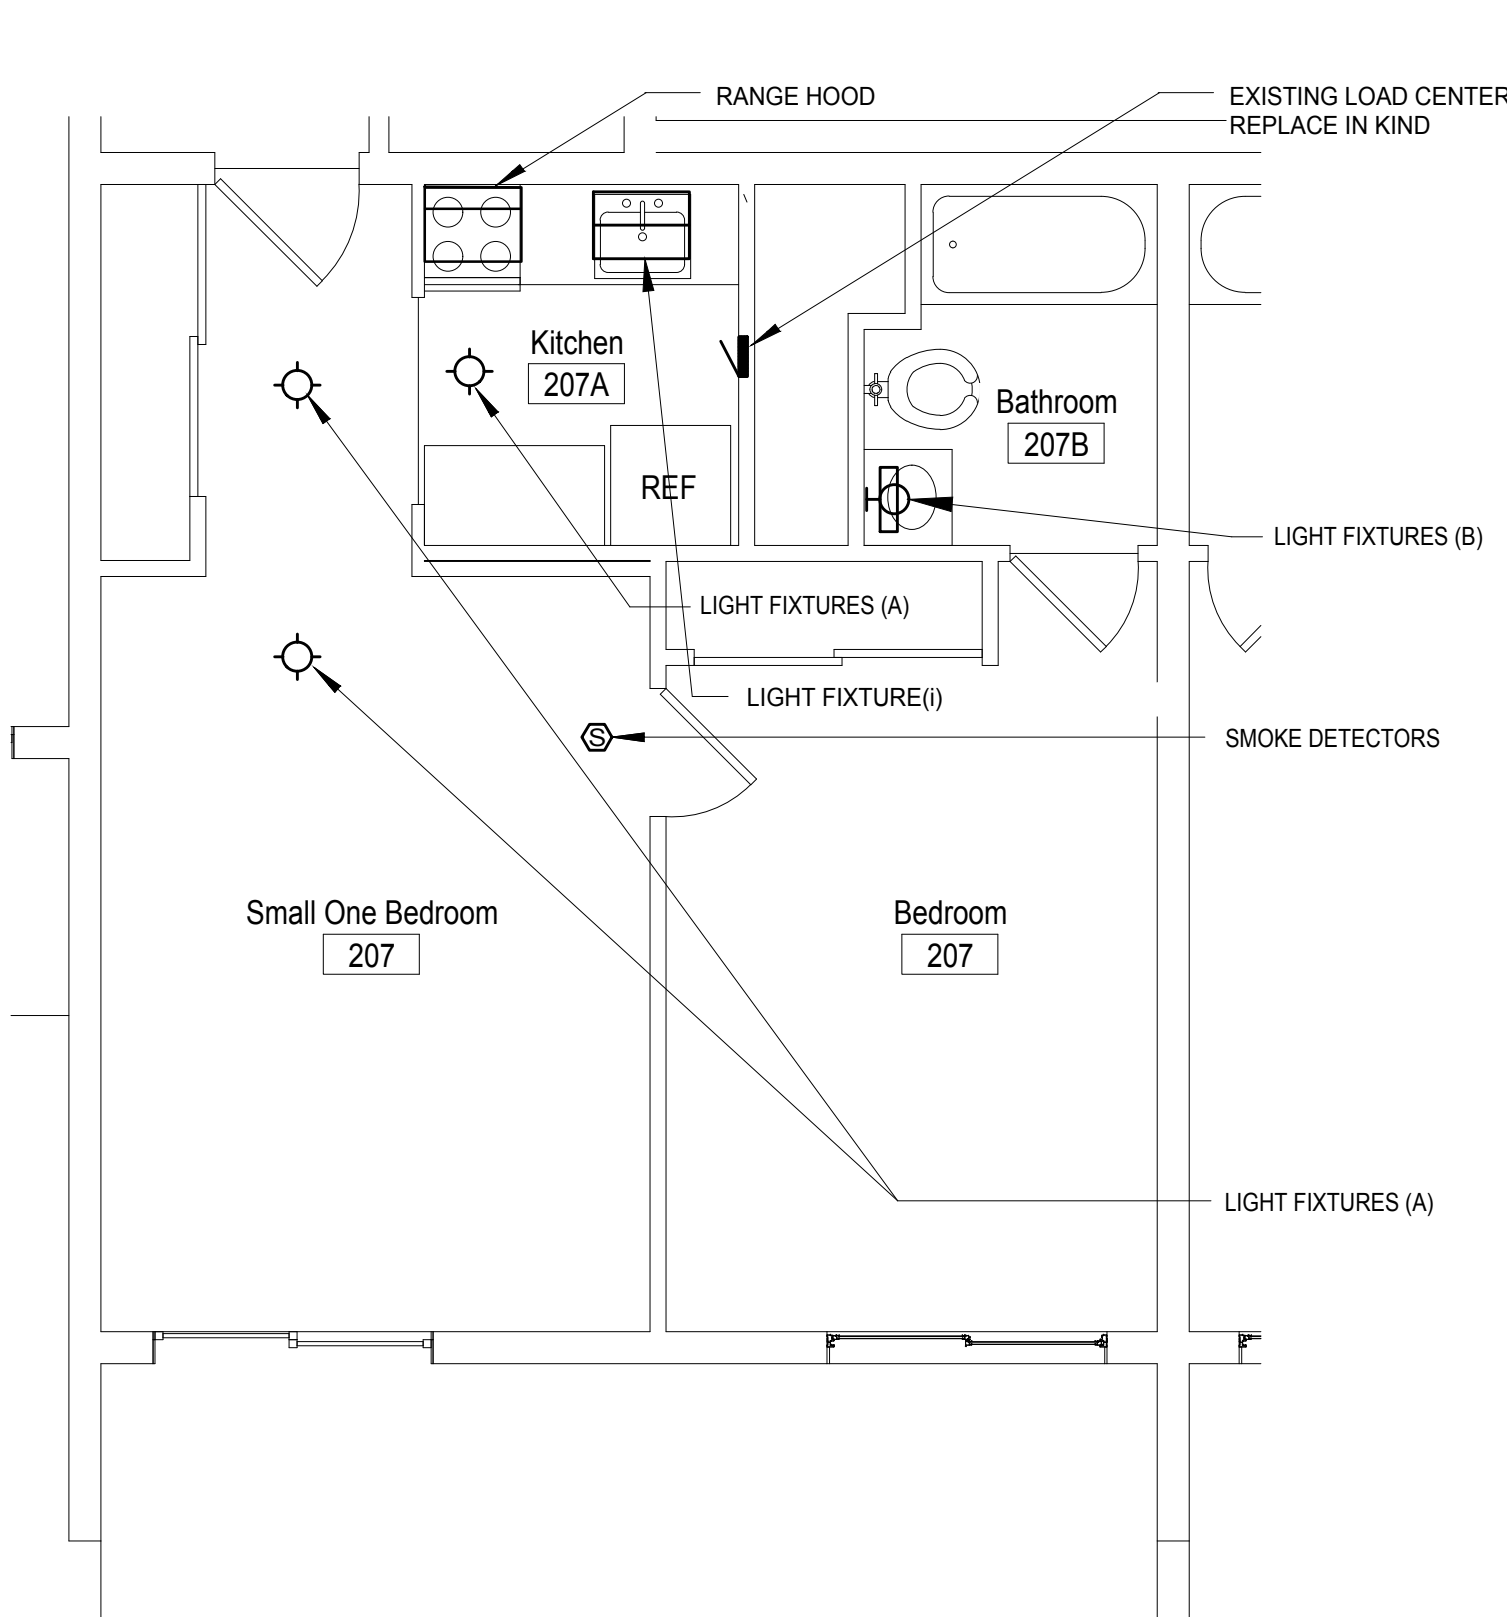 RANGE HOOD
EXISTING LOAD CENTER
REPLACE IN KIND
Kitchen
207A
Bathroom
207B
REF
LIGHT FIXTURES (B)
LIGHT FIXTURES (A)
LIGHT FIXTURE(i)
S
SMOKE DETECTORS
Small One Bedroom
207
Bedroom
207
LIGHT FIXTURES (A)